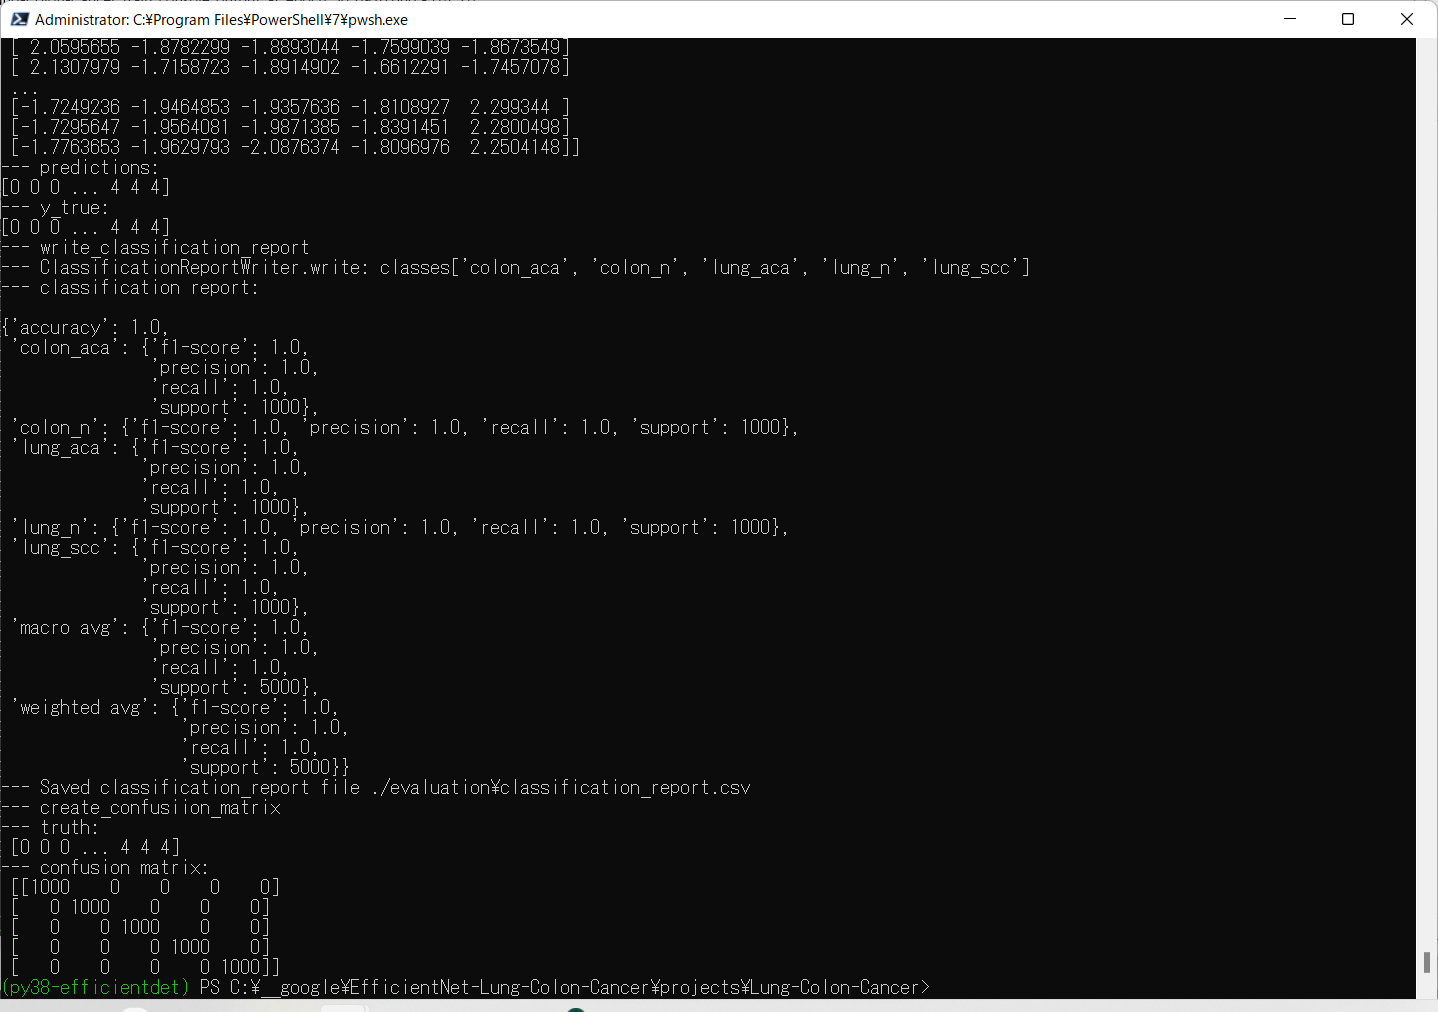 Administrator: C:¥Program Files¥PowerShell¥7¥pwsh.exe
[ 2.0595655 -1.8782299 -1.8893044 -1.7599039 -1.8673549]
[ 2.1307979 -1.7158723 -1.8914902 -1.6612291 -1.7457078]
...
[-1.7249236 -1.9464853 -1.9357636 -1.8108927  2.299344 ]
[-1.7295647 -1.9564081 -1.9871385 -1.8391451  2.2800498]
[-1.7763653 -1.9629793 -2.0876374 -1.8096976  2.2504148]]
--- predictions:
[0 0 0 ... 4 4 4]
--- y_true:
[0 0 0 ... 4 4 4]
--- write_classification_report
--- ClassificationReportWriter.write: classes['colon_aca', 'colon_n', 'lung_aca', 'lung_n', 'lung_scc']
--- classification report:
{'accuracy': 1.0,
'colon_aca': {'f1-score': 1.0,
'precision': 1.0,
'recall': 1.0,
'support': 1000},
'colon_n': {'f1-score': 1.0, 'precision': 1.0, 'recall': 1.0, 'support': 1000},
'lung_aca': {'f1-score': 1.0,
'precision': 1.0,
'recall': 1.0,
'support': 1000},
'lung_n': {'f1-score': 1.0, 'precision': 1.0, 'recall': 1.0, 'support': 1000},
'lung_scc': {'f1-score': 1.0,
'precision': 1.0,
'recall': 1.0,
'support': 1000},
'macro avg': {'f1-score': 1.0,
'precision': 1.0,
'recall': 1.0,
'support': 5000},
'weighted avg': {'f1-score': 1.0,
'precision': 1.0,
'recall': 1.0,
'support': 5000}}
--- Saved classification_report file ./evaluation¥classification_report.csv
--- create_confusiion_matrix
--- truth:
[0 0 0 ... 4 4 4]
--- confusion matrix:
[[1000    0    0    0    0]
[   0 1000    0    0    0]
[   0    0 1000    0    0]
[   0    0    0 1000    0]
[   0    0    0    0 1000]]
(py38-efficientdet) PS C:¥__google¥EfficientNet-Lung-Colon-Cancer¥projects¥Lung-Colon-Cancer>